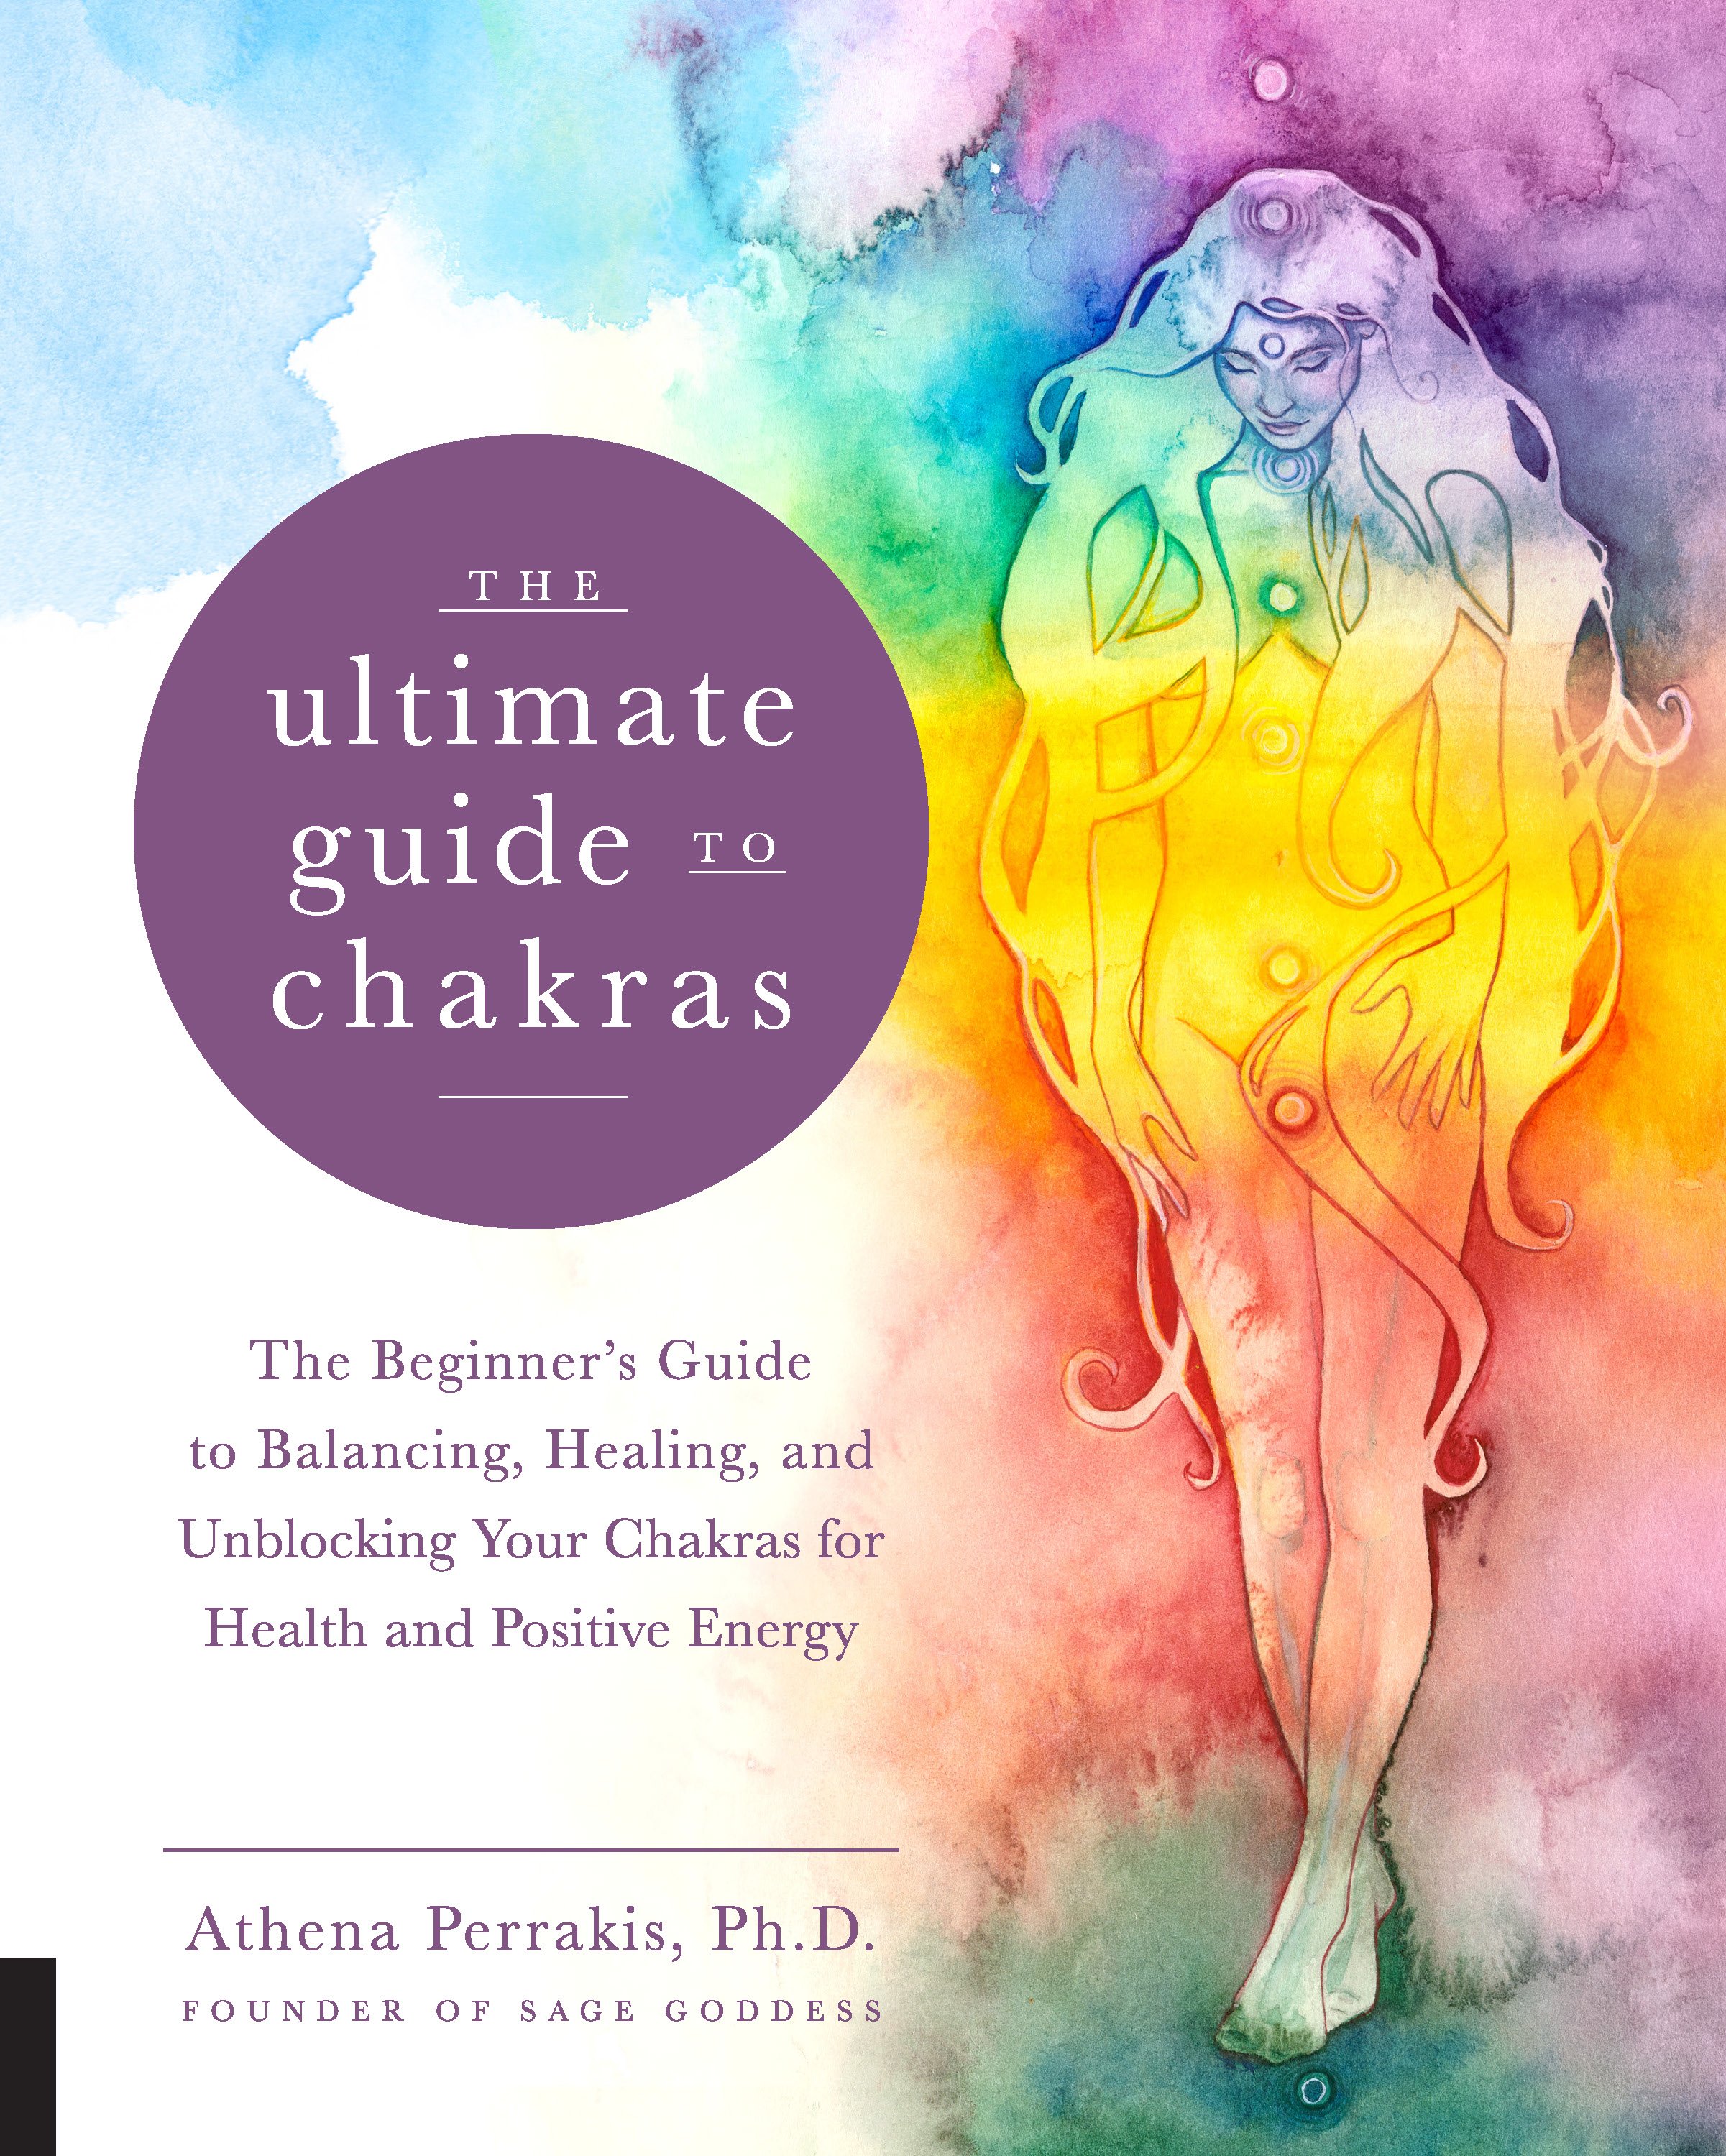 THE
ultimate
guide TO
chakras
The Beginner’s Guide
to Balancing, Healing, and
Unblocking Your Chakras for
Health and Positive Energy
Athena Perrakis, Ph.D.
FOUNDER OF SAGE GODDESS